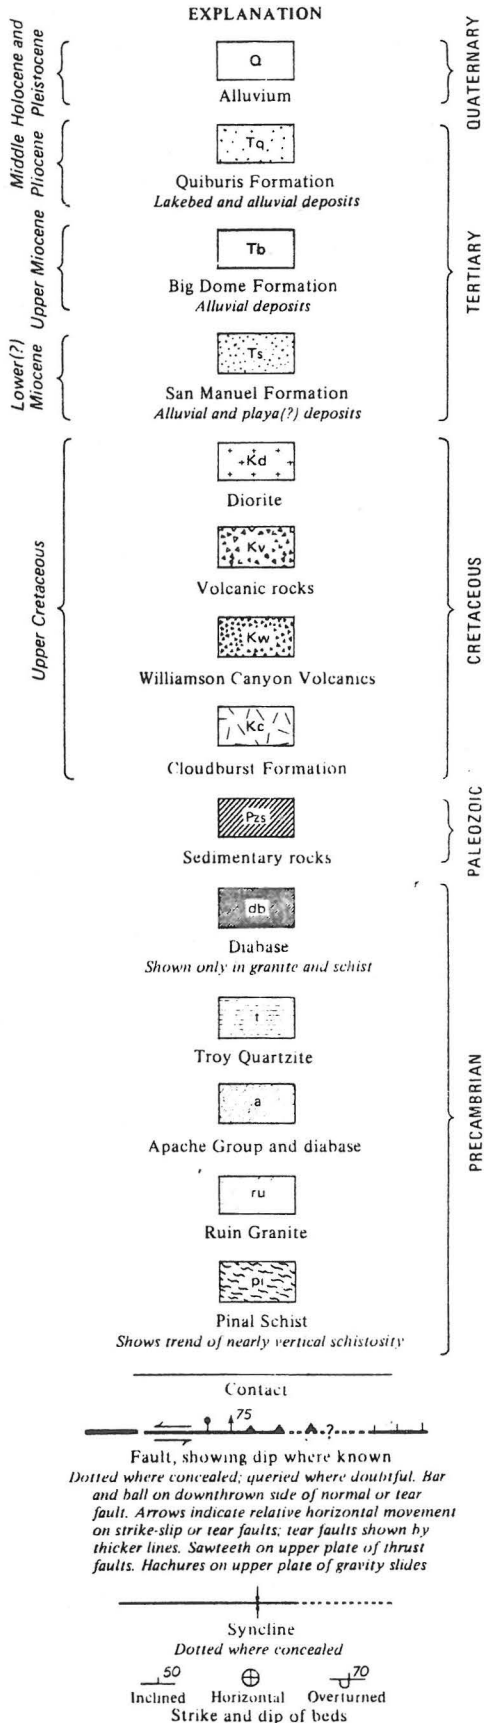 EXPLANATION
Middle Holocene and
Pliocene Pleistocene
Q
Alluvium
QUATERNARY
Tq
Quiburis Formation
Lakebed and alluvial deposits
Upper Miocene
Tb
Big Dome Formation
Alluvial deposits
TERTIARY
Lower(?)
Miocene
Ts
San Manuel Formation
Alluvial and playa(?) deposits
Kd
Diorite
Kv
Volcanic rocks
Upper Cretaceous
CRETACEOUS
Kw
Williamson Canyon Volcanics
Kc
Cloudburst Formation
Pzs
Sedimentary rocks
PALEOZOIC
db
Diabase
Shown only in granite and schist
t
Troy Quartzite
a
Apache Group and diabase
PRECAMBRIAN
ru
Ruin Granite
pi
Pinal Schist
Shows trend of nearly vertical schistosity
Contact
75
?
Fault, showing dip where known
Dotted where concealed; queried where doubtful. Bar
and ball on downthrown side of normal or tear
fault. Arrows indicate relative horizontal movement
on strike-slip or tear faults; tear faults shown by
thicker lines. Sawteeth on upper plate of thrust
faults. Hachures on upper plate of gravity slides
Syncline
Dotted where concealed
50 70
Inclined Horizontal Overturned
Strike and dip of beds